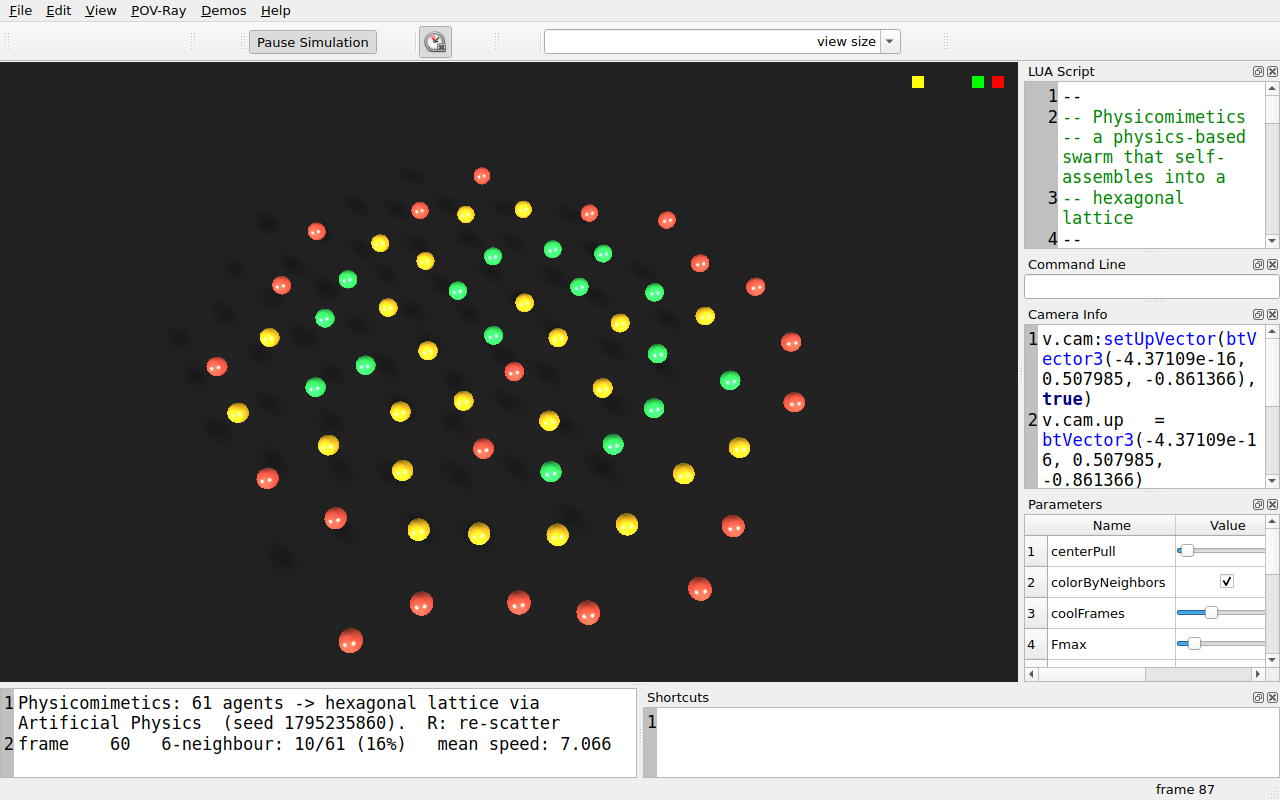 File Edit View POV-Ray Demos Help
Pause Simulation view size
LUA Script
1 --
2 -- Physicomimetics
-- a physics-based
swarm that self-
assembles into a
3 -- hexagonal
lattice
4 --
Command Line
Camera Info
1 v.cam:setUpVector(btV
ector3(-4.37109e-16,
0.507985, -0.861366),
true)
2 v.cam.up =
btVector3(-4.37109e-1
6, 0.507985,
-0.861366)
Parameters
Name Value
1 centerPull
2 colorByNeighbors
3 coolFrames
4 Fmax
1 Physicomimetics: 61 agents -> hexagonal lattice via
Artificial Physics (seed 1795235860). R: re-scatter
2 frame 60 6-neighbour: 10/61 (16%) mean speed: 7.066
Shortcuts
1
frame 87